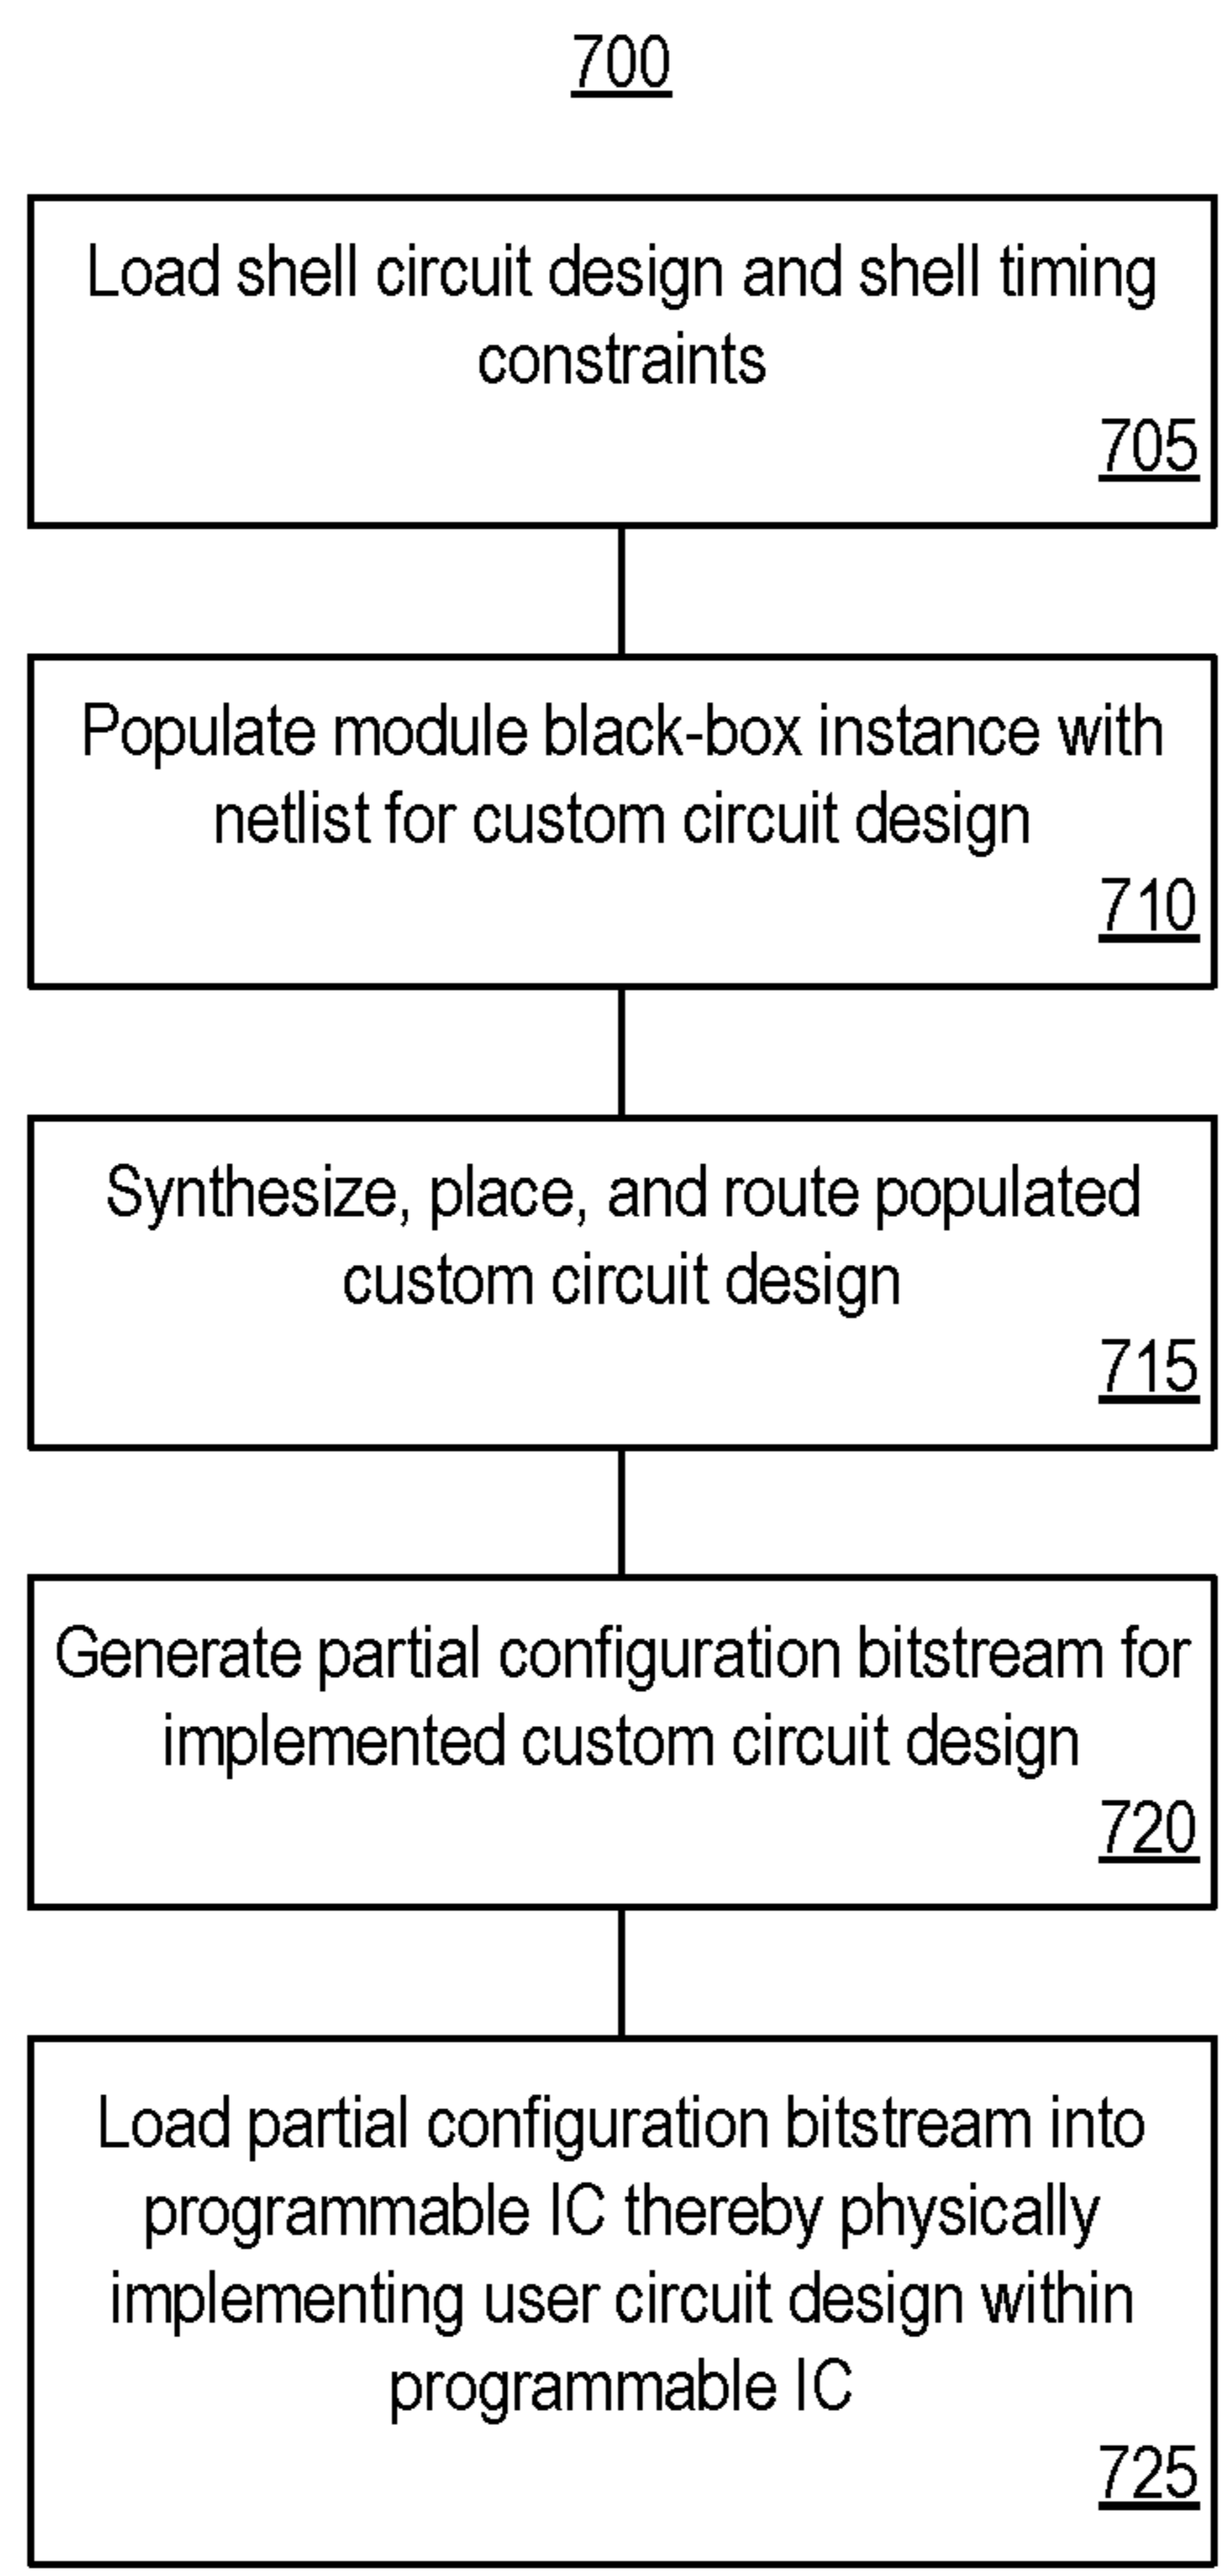 700
Load shell circuit design and shell timing
constraints
705
Populate module black-box instance with
netlist for custom circuit design
710
Synthesize, place, and route populated
custom circuit design
715
Generate partial configuration bitstream for
implemented custom circuit design
720
Load partial configuration bitstream into
programmable IC thereby physically
implementing user circuit design within
programmable IC
725